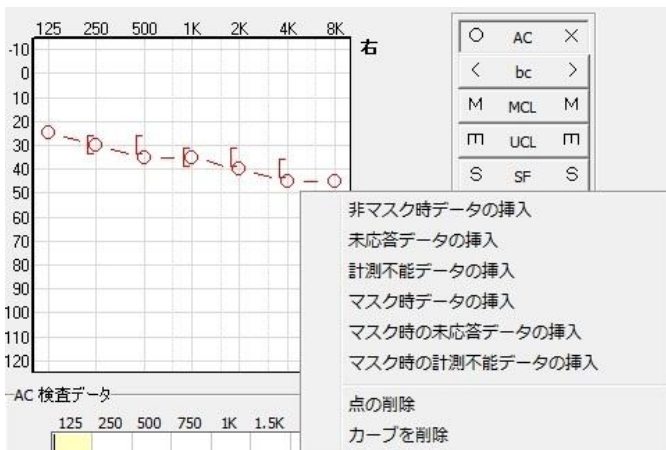 125 250 500 1K 2K 4K 8K
右
-10
0
10
20
30
40
50
60
70
80
90
100
110
120
AC
bc
M MCL M
UCL
S SF S
非マスク時データの挿入
未応答データの挿入
計測不能データの挿入
マスク時データの挿入
マスク時の未応答データの挿入
マスク時の計測不能データの挿入
点の削除
カーブを削除
AC 検査データ
125 250 500 750 1K 1.5K